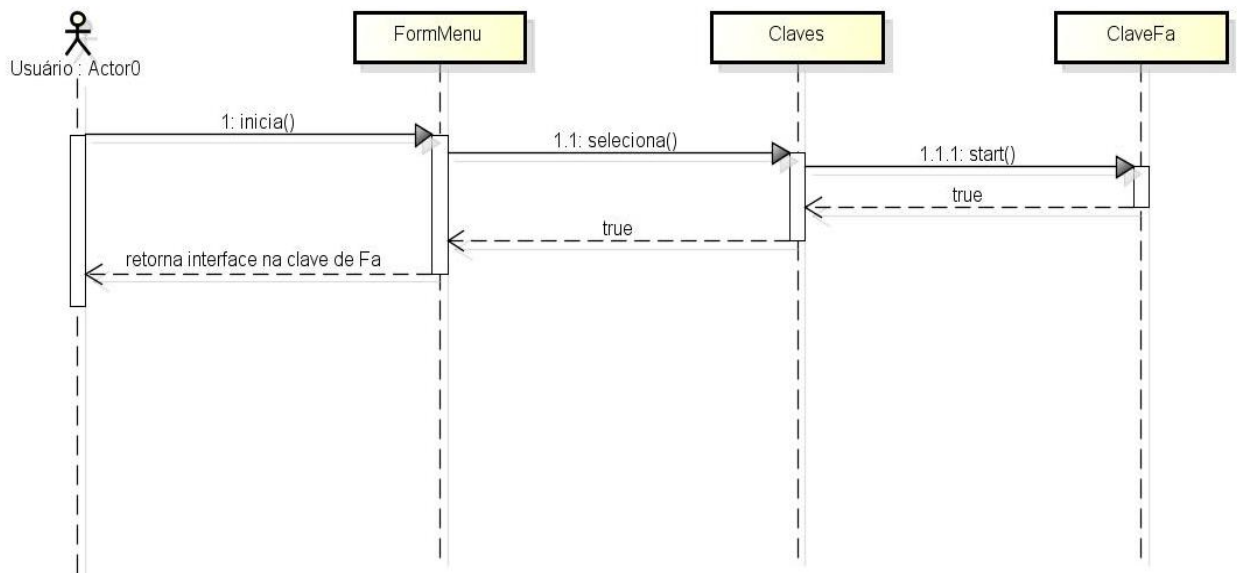 FormMenu
Claves
ClaveFa
Usuário : Actor0
1: inicia()
1.1: seleciona()
1.1.1: start()
true
true
retorna interface na clave de Fa